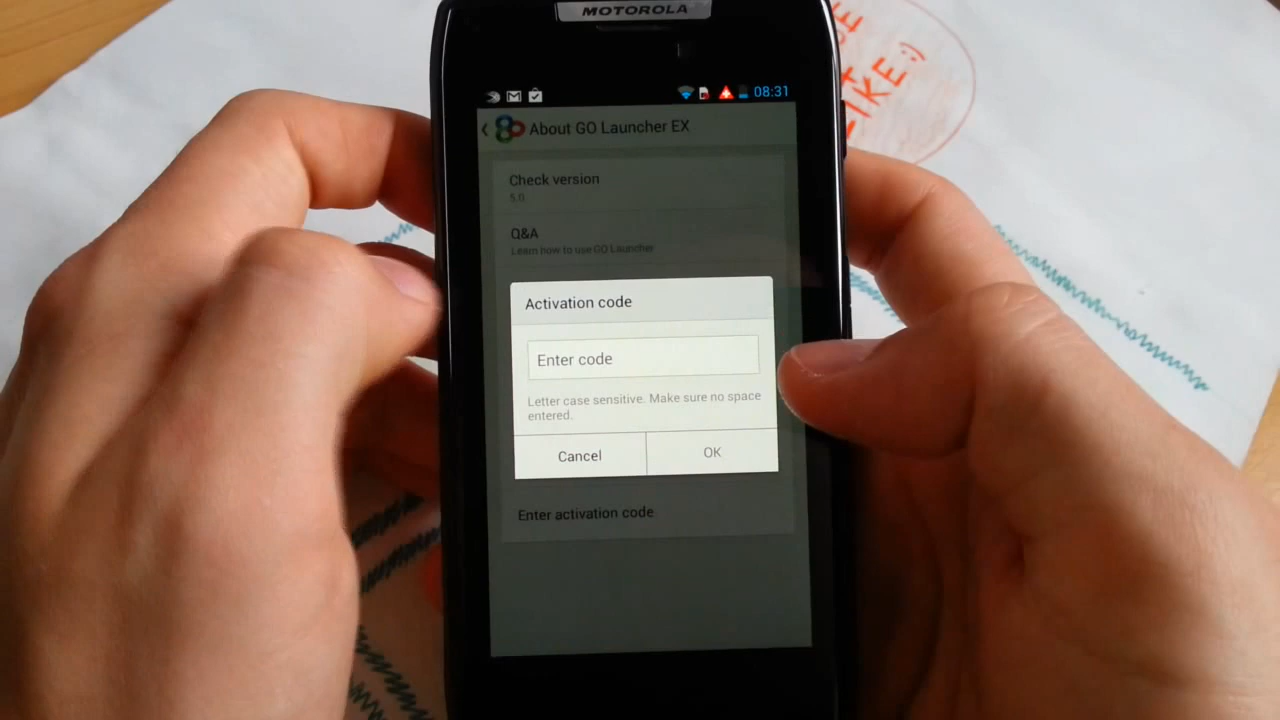 MOTOROLA
08:31
About GO Launcher EX
Check version
5.0
Q&A
Learn how to use GO Launcher
Activation code
Enter code
Letter case sensitive. Make sure no space
entered.
Cancel
OK
Enter activation code
LIKE :)